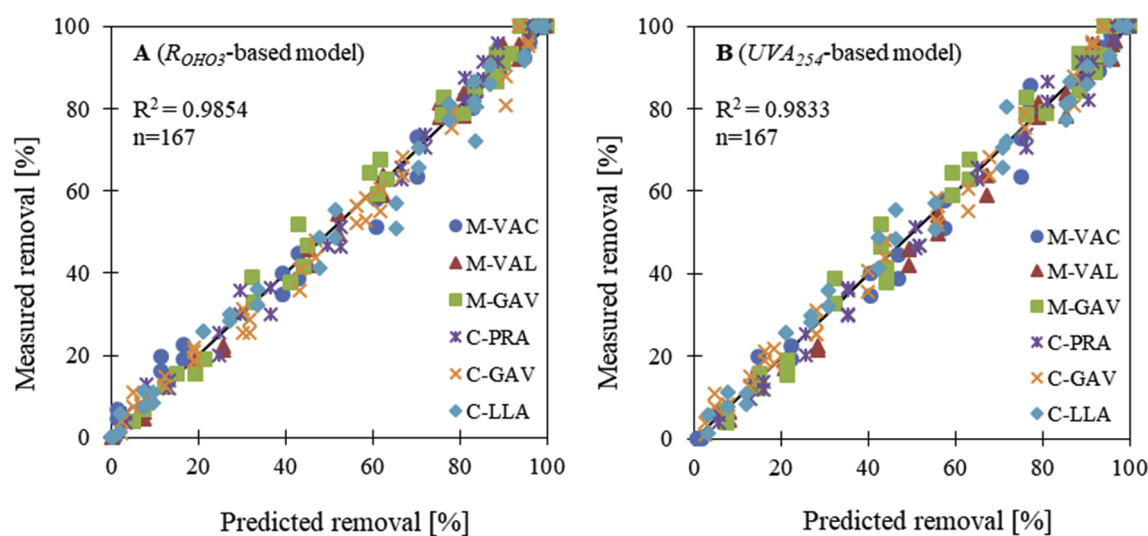 A (R_OHO3-based model)
R² = 0.9854
n=167
Measured removal [%]
100
80
60
40
20
0
M-VAC
M-VAL
M-GAV
C-PRA
C-GAV
C-LLA
0 20 40 60 80 100
Predicted removal [%]
B (UVA₂₅₄-based model)
R² = 0.9833
n=167
Measured removal [%]
100
80
60
40
20
0
M-VAC
M-VAL
M-GAV
C-PRA
C-GAV
C-LLA
0 20 40 60 80 100
Predicted removal [%]